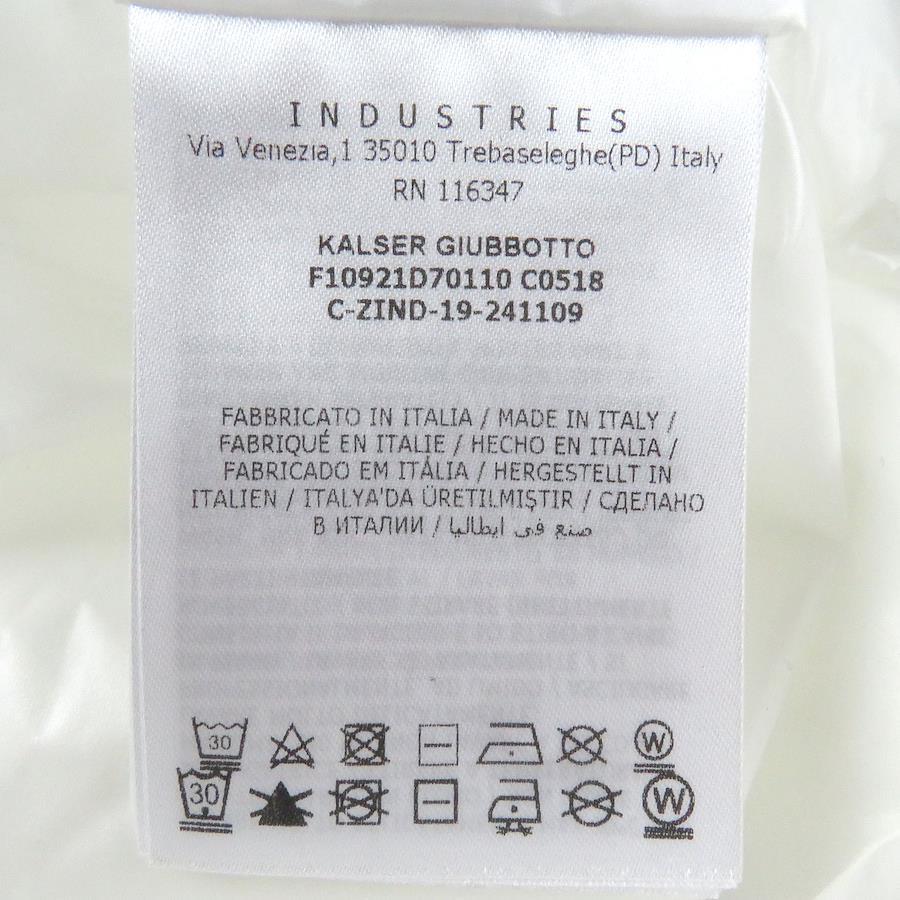 INDUSTRIES
Via Venezia,1 35010 Trebaseleghe(PD) Italy
RN 116347
KALSER GIUBBOTTO
F10921D70110 C0518
C-ZIND-19-241109
FABBRICATO IN ITALIA / MADE IN ITALY /
FABRIQUÉ EN ITALIE / HECHO EN ITALIA /
FABRICADO EM ITÁLIA / HERGESTELLT IN
ITALIEN / ITALYA'DA ÜRETILMIŞTIR / СДЕЛАНО
В ИТАЛИИ / صنع في ايطاليا
30 W
30 W